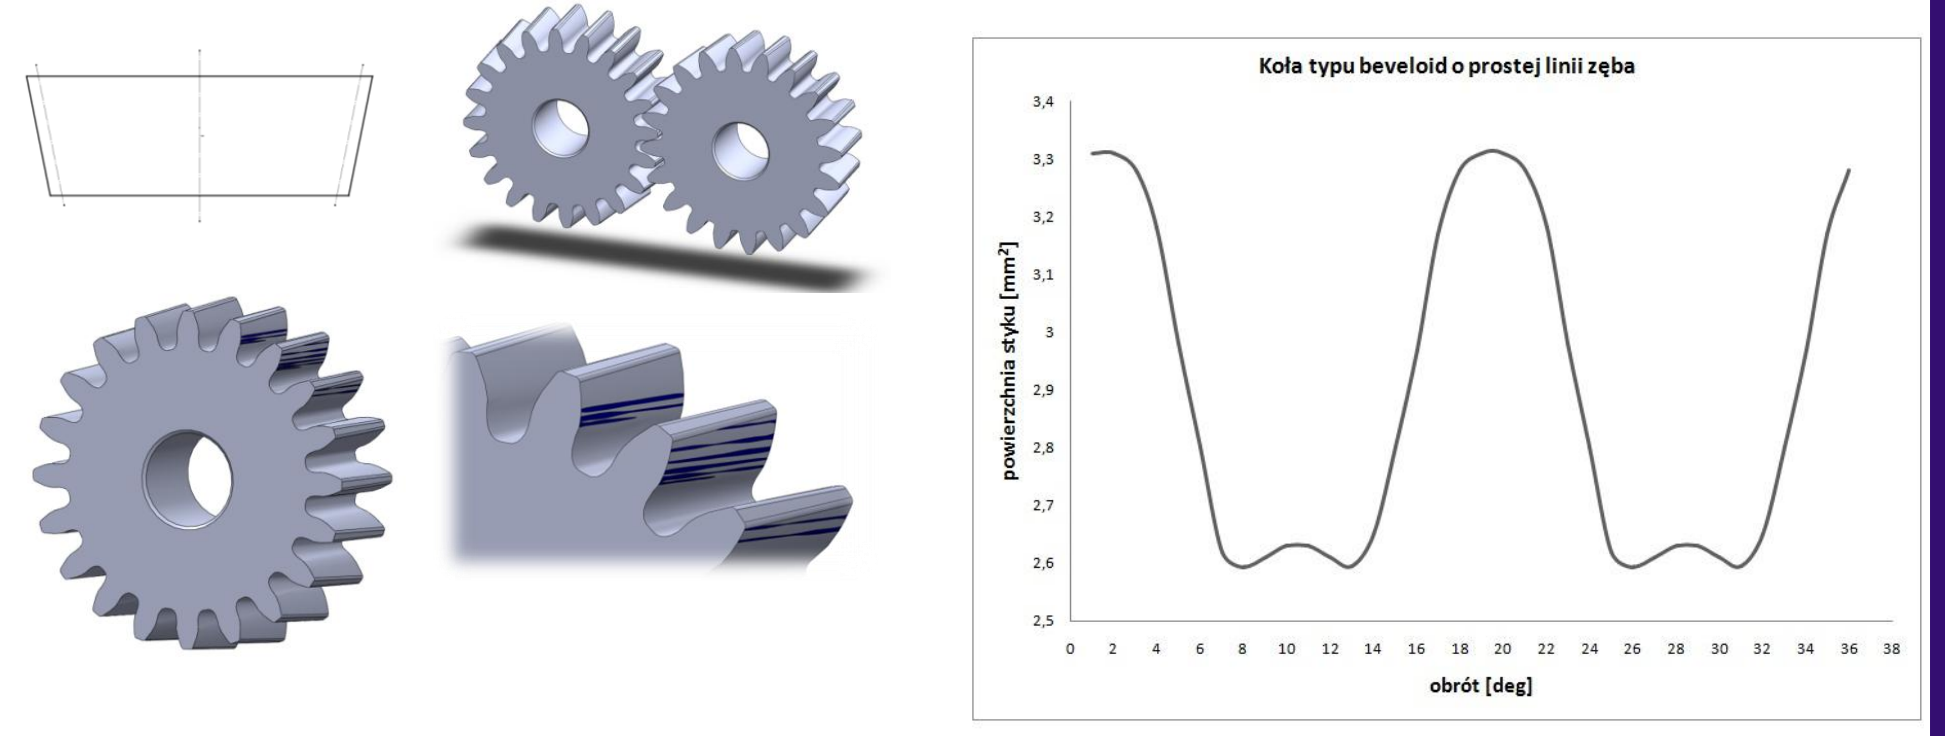 Koła typu beveloid o prostej linii zęba
powierzchnia styku [mm²]
3,4
3,3
3,2
3,1
3
2,9
2,8
2,7
2,6
2,5
0 2 4 6 8 10 12 14 16 18 20 22 24 26 28 30 32 34 36 38
obrót [deg]